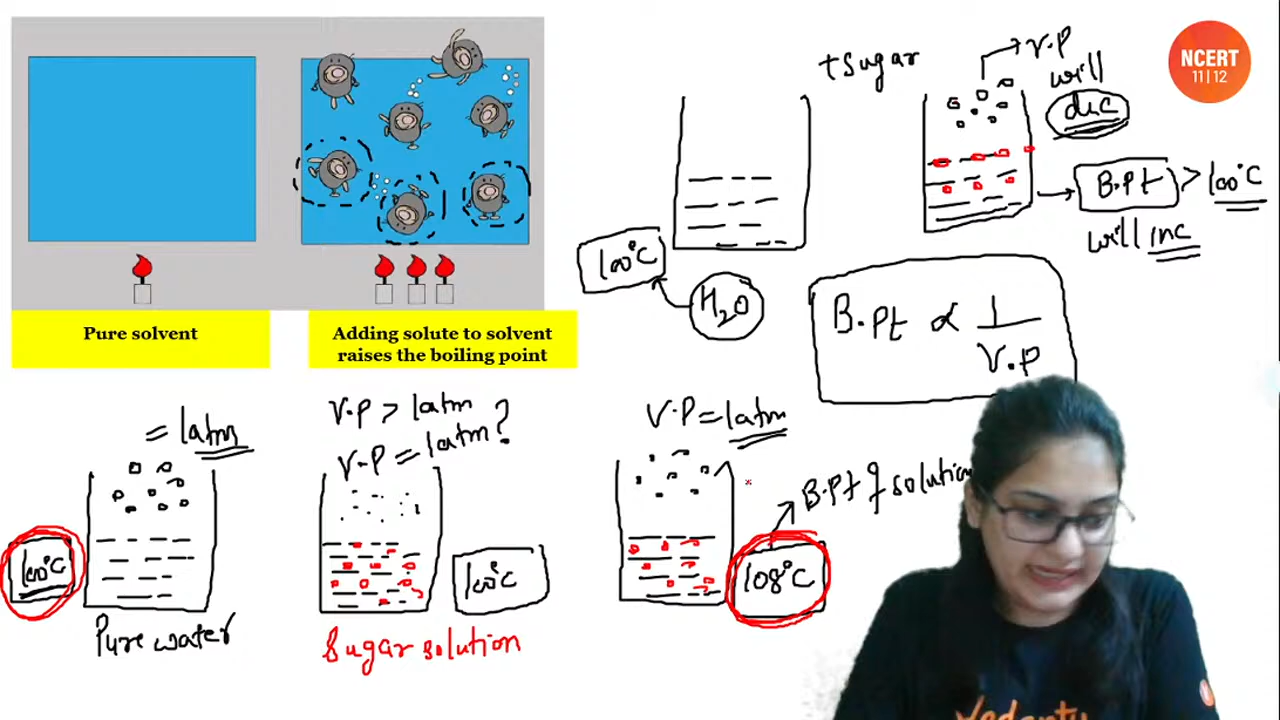 NCERT
11|12
+Sugar
V.P
will
dec
B.Pt > 100°C
will inc
100°C
H₂O
B.Pt ∝ 1/V.P
Pure solvent
Adding solute to solvent
raises the boiling point
= 1atm
100°C
Pure water
V.P > 1atm
V.P = 1atm?
100°C
Sugar solution
V.P = 1atm
B.Pt of solution
108°C
Vedantu